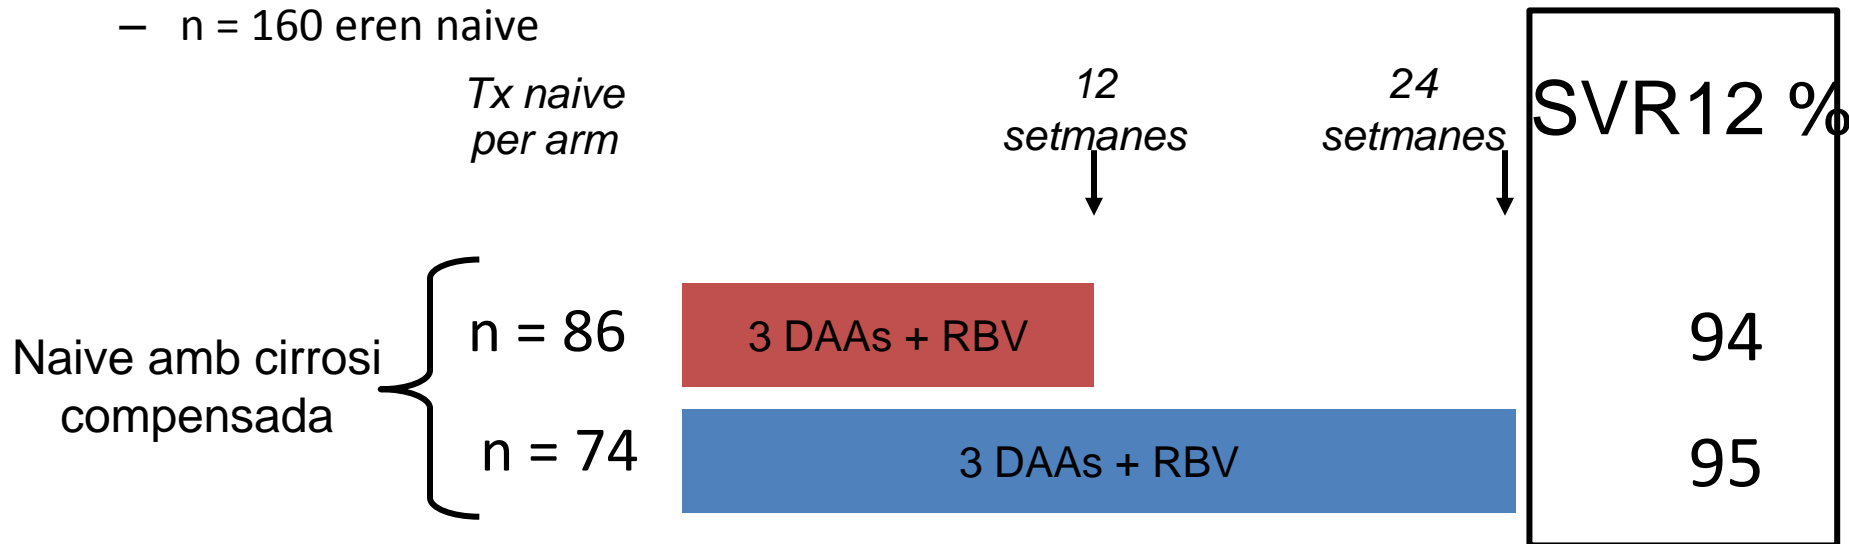 – n = 160 eren naive
Tx naive
per arm
12
setmanes
24
setmanes
SVR12 %
Naive amb cirrosi
compensada
n = 86
3 DAAs + RBV
94
n = 74
3 DAAs + RBV
95